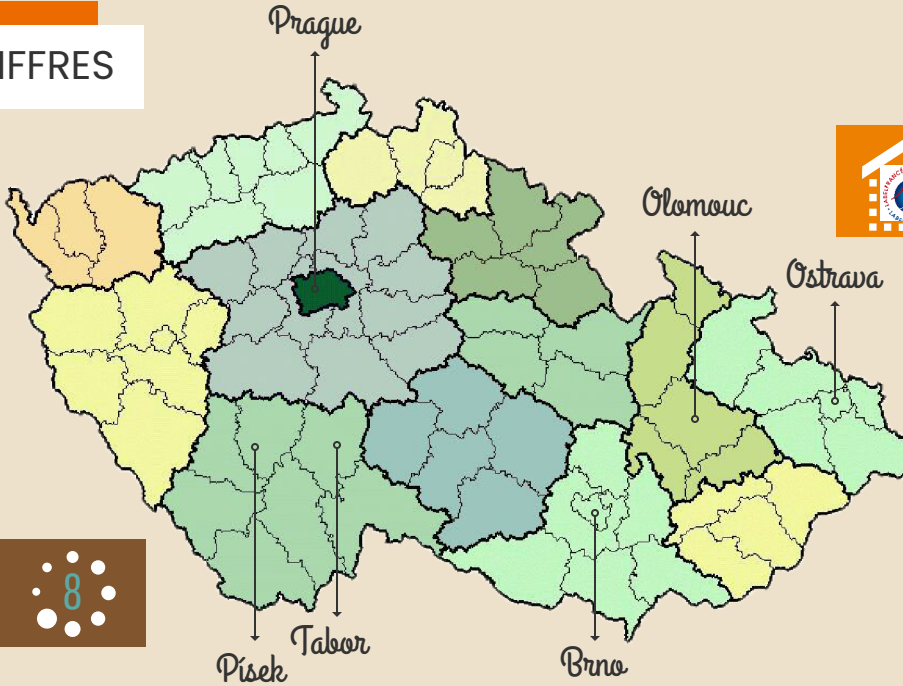 Prague
IFFRES
Olomouc
Ostrava
8
Tabor
Písek
Brno